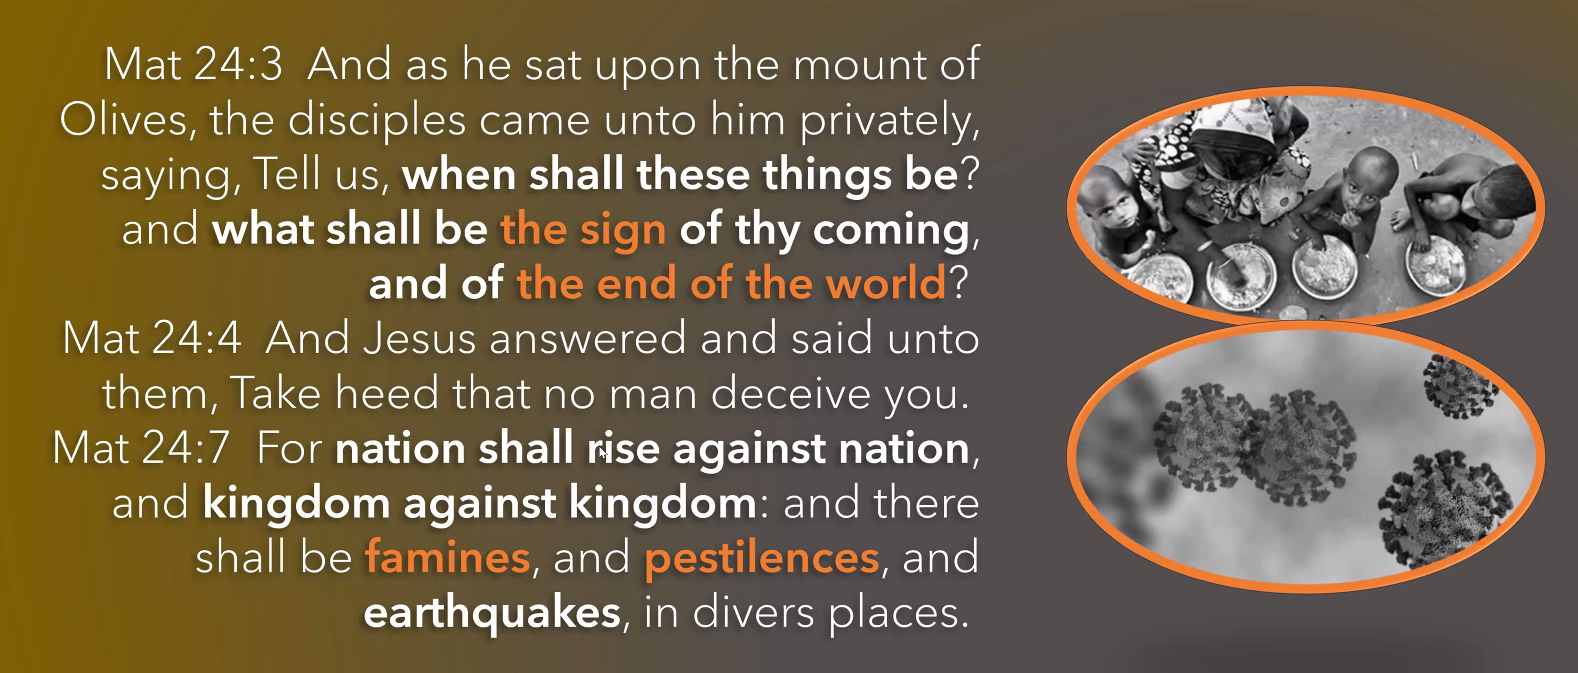 Mat 24:3  And as he sat upon the mount of
Olives, the disciples came unto him privately,
saying, Tell us, when shall these things be?
and what shall be the sign of thy coming,
and of the end of the world?
Mat 24:4  And Jesus answered and said unto
them, Take heed that no man deceive you.
Mat 24:7  For nation shall rise against nation,
and kingdom against kingdom: and there
shall be famines, and pestilences, and
earthquakes, in divers places.